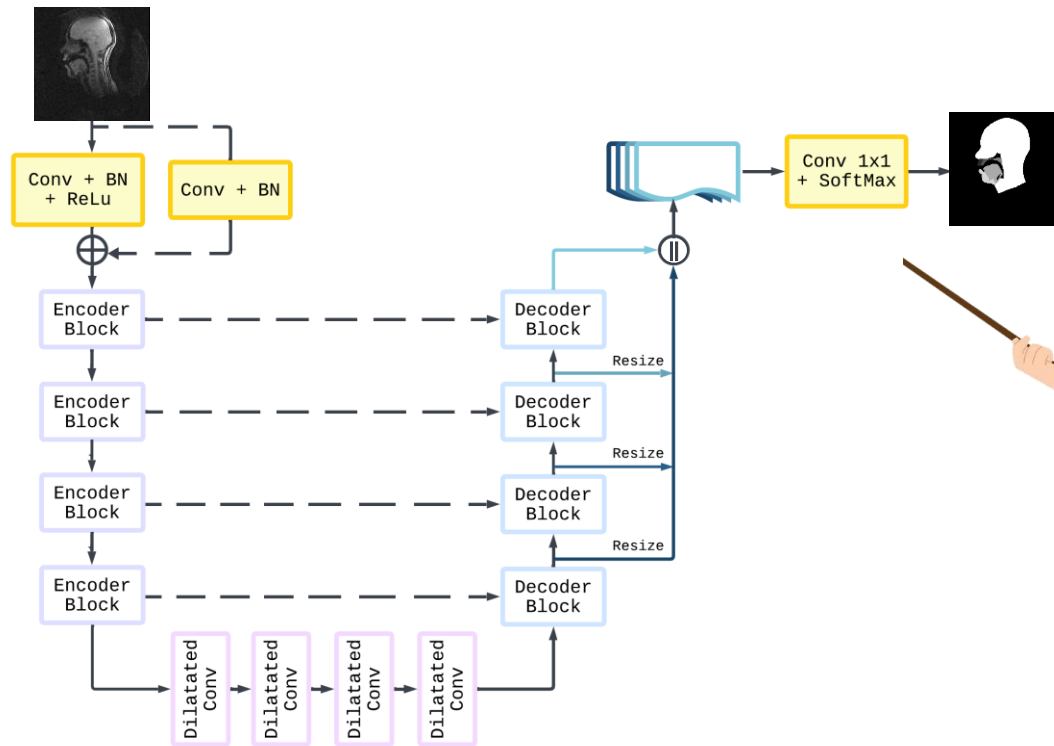 Conv + BN
+ ReLu
Conv + BN
Conv 1x1
+ SoftMax
Encoder
Block
Decoder
Block
Resize
Encoder
Block
Decoder
Block
Resize
Encoder
Block
Decoder
Block
Resize
Encoder
Block
Decoder
Block
Dilatated
Conv
Dilatated
Conv
Dilatated
Conv
Dilatated
Conv